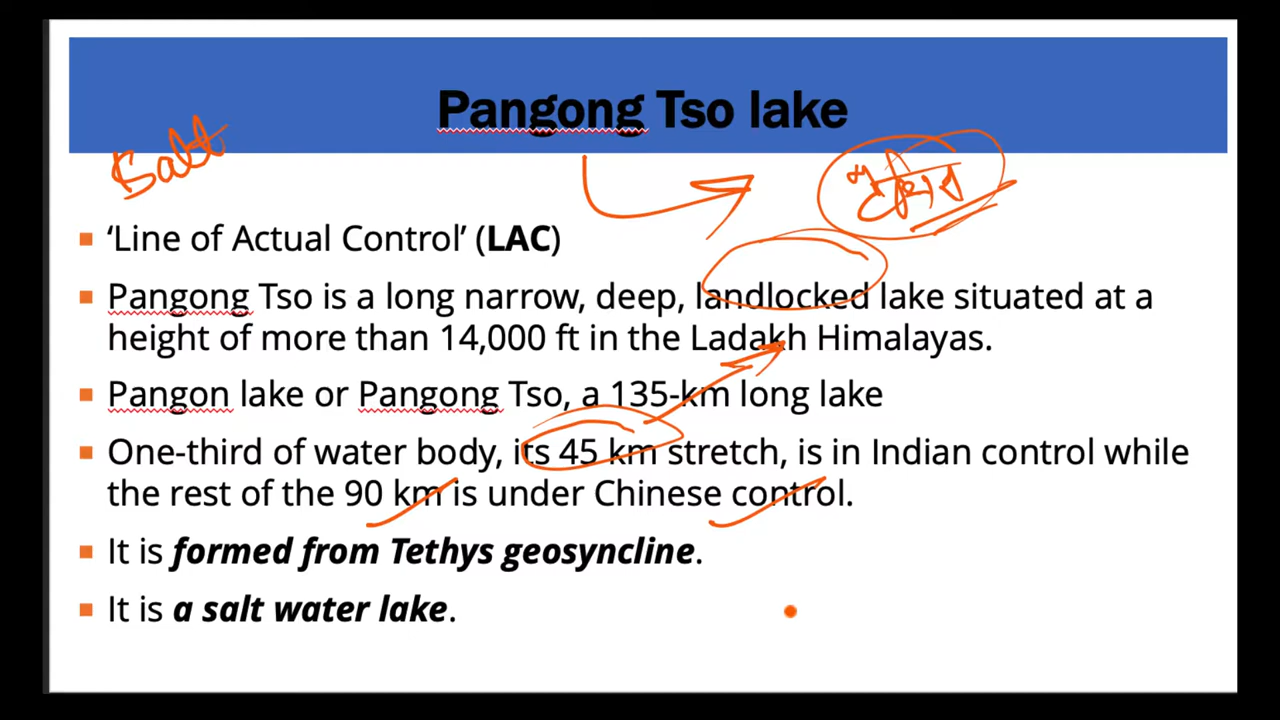 Pangong Tso lake
Salt
‘Line of Actual Control’ (LAC)
Pangong Tso is a long narrow, deep, landlocked lake situated at a
height of more than 14,000 ft in the Ladakh Himalayas.
Pangon lake or Pangong Tso, a 135-km long lake
One-third of water body, its 45 km stretch, is in Indian control while
the rest of the 90 km is under Chinese control.
It is formed from Tethys geosyncline.
It is a salt water lake.